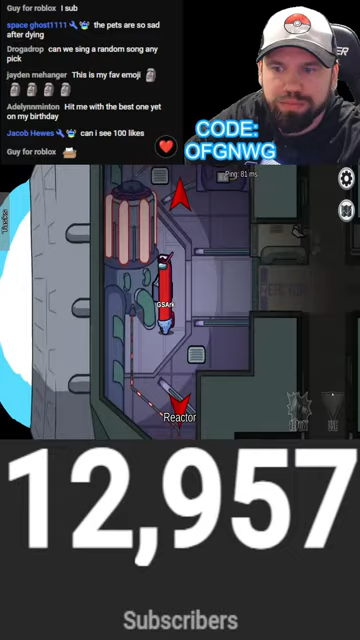 Guy for roblox I sub
space ghost1111 🔧 the pets are so sad
after dying
Drogadrop can we sing a random song any
pick
jayden mehanger This is my fav emoji 🗿
🗿🗿🗿🗿
Adelynnminton Hit me with the best one yet
on my birthday
Jacob Hewes 🔧 can i see 100 likes
Guy for roblox
CODE:
OFGNWG
Ping: 81 ms
Tasks
GSArk
REACTOR
Reactor
12,957
Subscribers